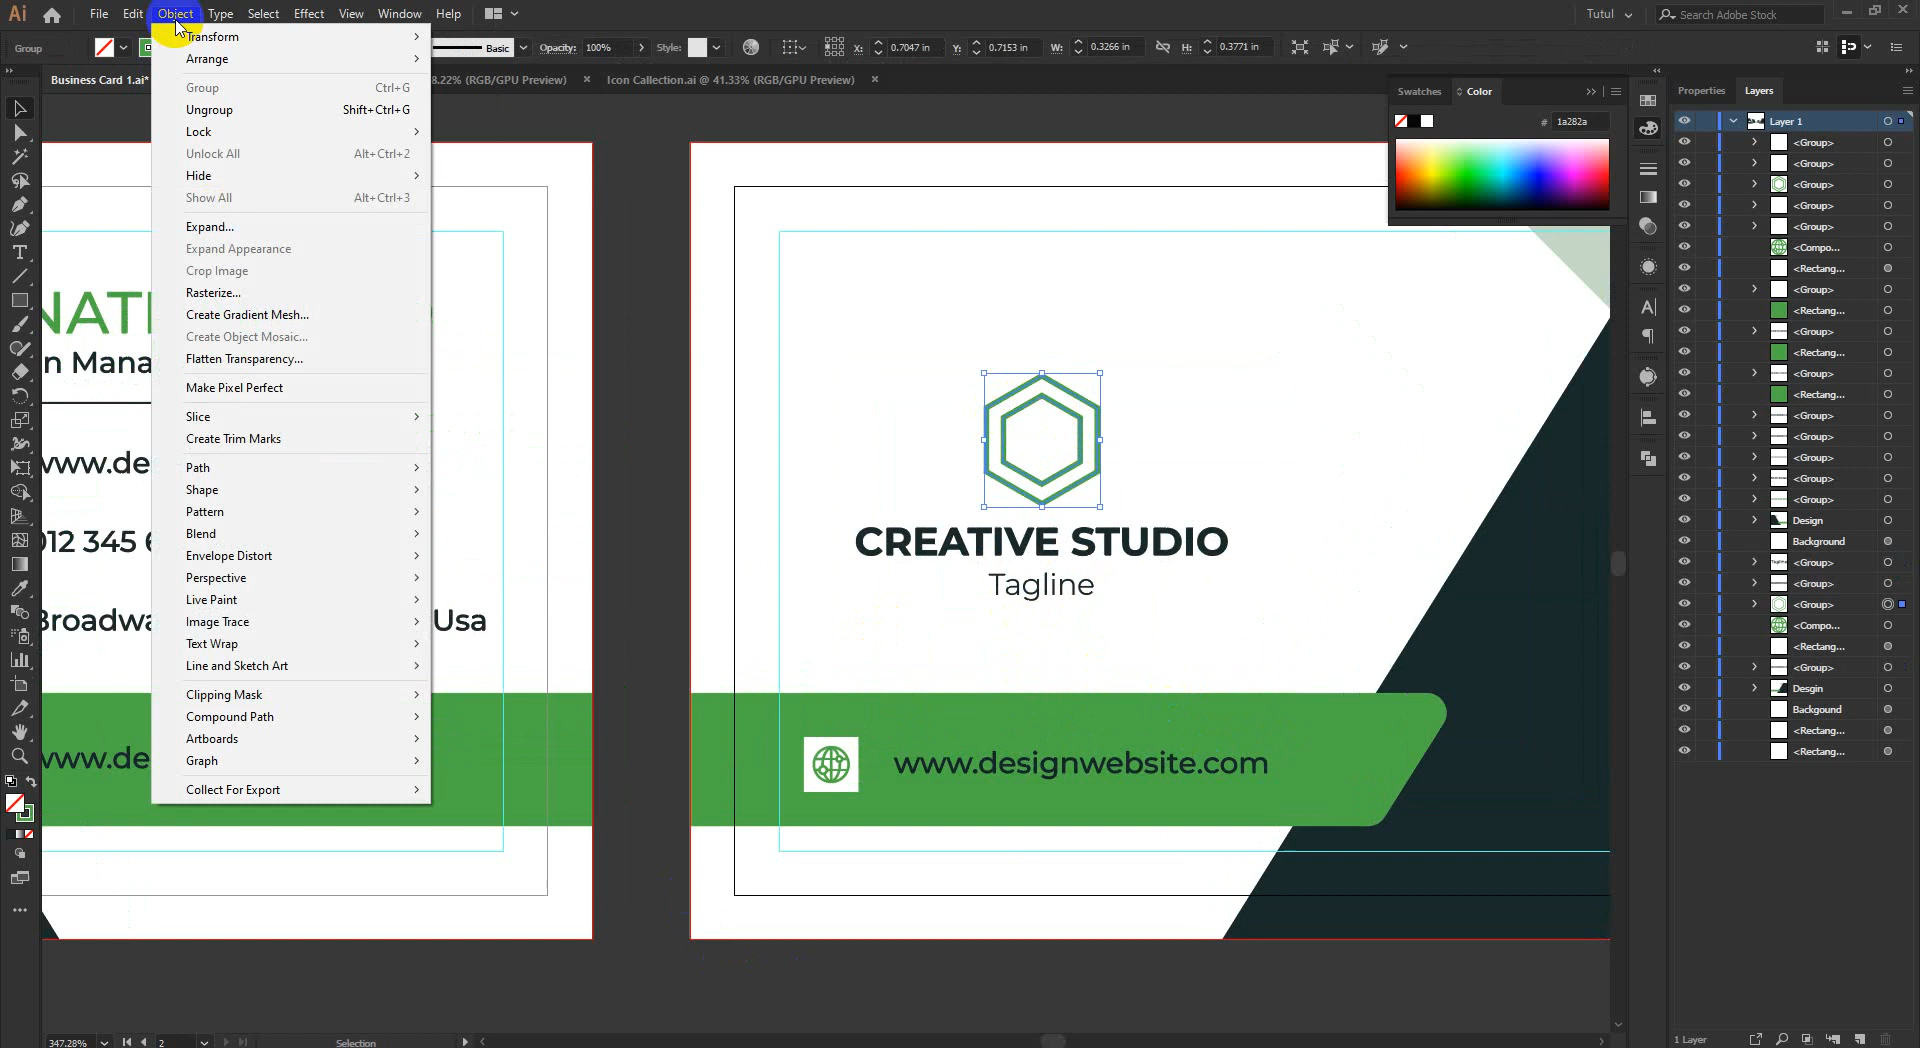 Ai File Edit Object Type Select Effect View Window Help Tutul Search Adobe Stock
Group Basic Opacity: 100% Style: X: 0.7047 in Y: 0.7153 in W: 0.3266 in H: 0.3771 in
Business Card 1.ai* 8.22% (RGB/GPU Preview) × Icon Callection.ai @ 41.33% (RGB/GPU Preview) ×
Transform
Arrange
Group Ctrl+G
Ungroup Shift+Ctrl+G
Lock
Unlock All Alt+Ctrl+2
Hide
Show All Alt+Ctrl+3
Expand...
Expand Appearance
Crop Image
Rasterize...
Create Gradient Mesh...
Create Object Mosaic...
Flatten Transparency...
Make Pixel Perfect
Slice
Create Trim Marks
Path
Shape
Pattern
Blend
Envelope Distort
Perspective
Live Paint
Image Trace
Text Wrap
Line and Sketch Art
Clipping Mask
Compound Path
Artboards
Graph
Collect For Export
NAT
n Mana
www.de
012 345 6
Broadwa Usa
www.de
CREATIVE STUDIO
Tagline
www.designwebsite.com
Swatches Color
# 1a282a
Properties Layers
Layer 1
<Group>
<Group>
<Group>
<Group>
<Group>
<Compo...
<Rectang...
<Group>
<Rectang...
<Group>
<Rectang...
<Group>
<Rectang...
<Group>
<Group>
<Group>
<Group>
<Group>
Design
Background
<Group>
<Group>
<Group>
<Compo...
<Rectang...
<Group>
Desgin
Backgound
<Rectang...
<Rectang...
347.28% 2 Selection 1 Layer